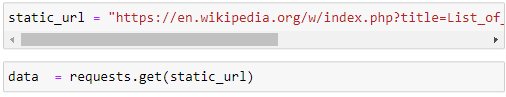 static_url = "https://en.wikipedia.org/w/index.php?title=List_of_
data  = requests.get(static_url)